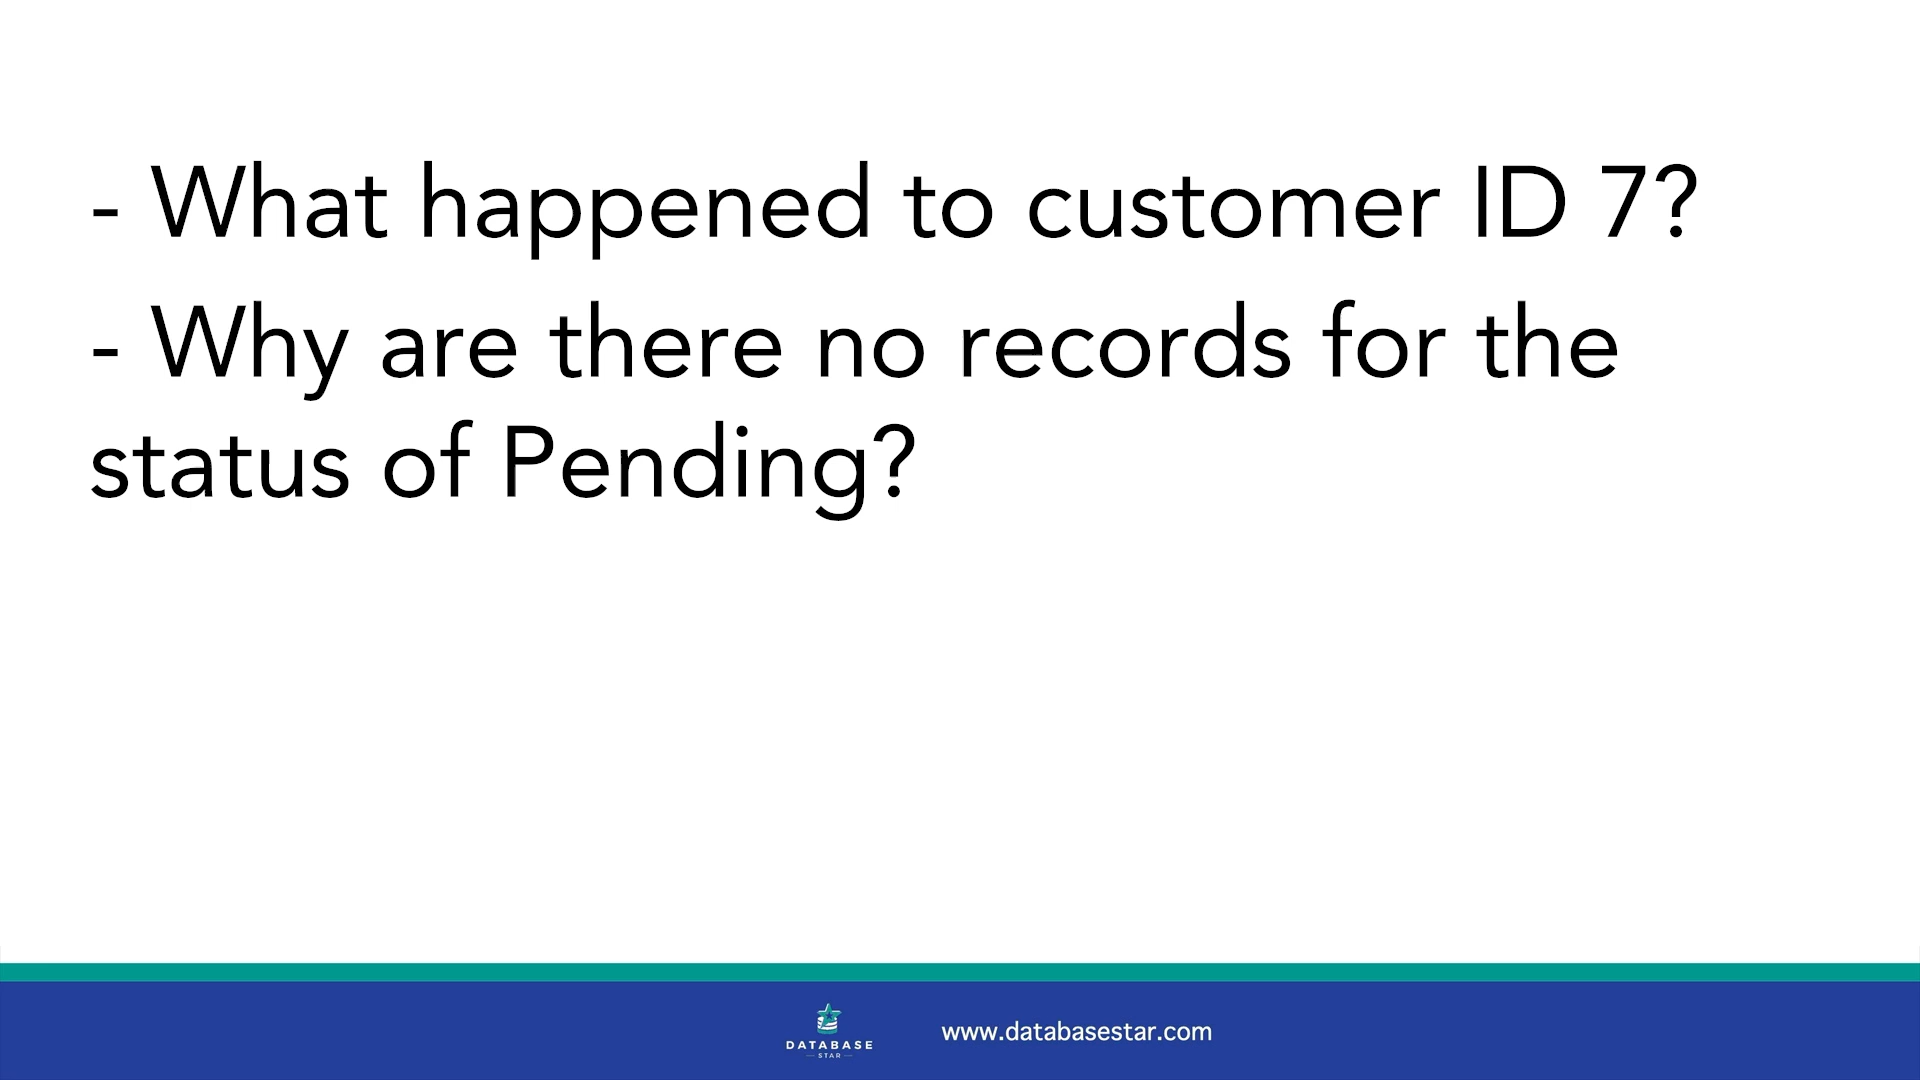 - What happened to customer ID 7?
- Why are there no records for the
status of Pending?
DATABASE
STAR
www.databasestar.com